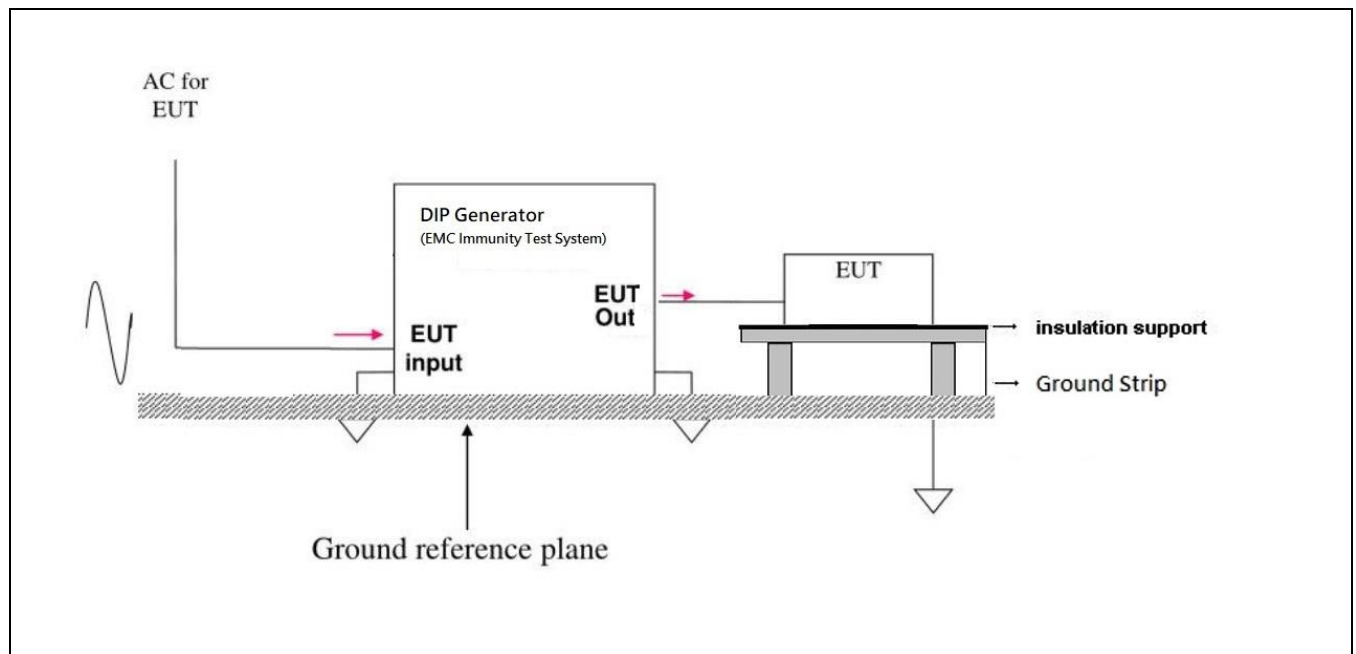 AC for
EUT
DIP Generator
(EMC Immunity Test System)
EUT
Out
EUT
input
EUT
insulation support
Ground Strip
Ground reference plane